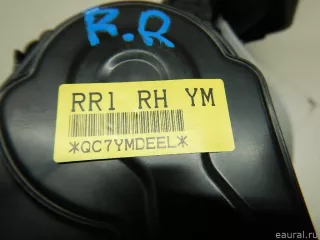 R.R
RR1 RH YM
*QC7YMDEEL*
eaural.ru